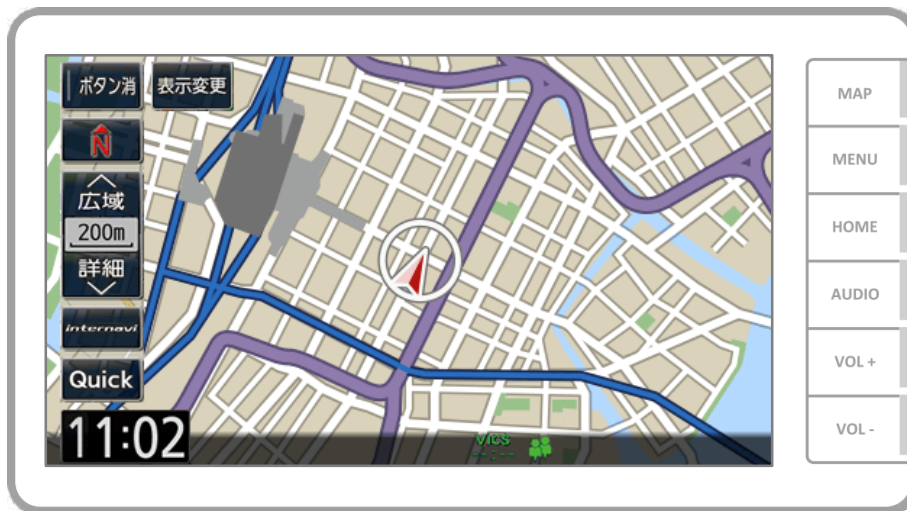 ボタン消 表示変更
N
広域
200m
詳細
internavi
Quick
11:02
VICS
--:--
MAP
MENU
HOME
AUDIO
VOL +
VOL -